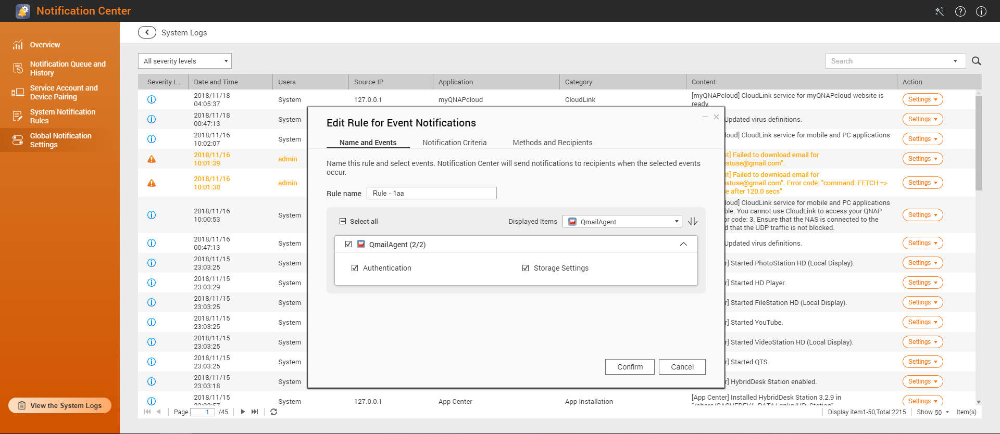 Notification Center
Overview
Notification Queue and
History
Service Account and
Device Pairing
System Notification
Rules
Global Notification
Settings
View the System Logs
System Logs
All severity levels
Search
Severity L... Date and Time Users Source IP Application Category Content Action
2018/11/18
04:05:37
System 127.0.0.1 myQNAPcloud CloudLink
[myQNAPcloud] CloudLink service for myQNAPcloud website is
ready.
Settings
2018/11/18
00:47:13
System
Updated virus definitions.
Settings
2018/11/16
10:02:07
System
loud] CloudLink service for mobile and PC applications
Settings
2018/11/16
10:01:39
admin
nt] Failed to download email for
estuse@gmail.com".
Settings
2018/11/16
10:01:38
admin
nt] Failed to download email for
estuse@gmail.com". Error code: "command: FETCH =>
e after 120.0 secs"
Settings
2018/11/16
10:00:53
System
loud] CloudLink service for mobile and PC applications
ble. You cannot use CloudLink to access your QNAP
or code: 3. Ensure that the NAS is connected to the
d that the UDP traffic is not blocked.
Settings
2018/11/16
00:47:13
System
Updated virus definitions.
Settings
2018/11/15
23:03:25
System
r] Started PhotoStation HD (Local Display).
Settings
2018/11/15
23:03:29
System
r] Started HD Player.
Settings
2018/11/15
23:03:25
System
r] Started FileStation HD (Local Display).
Settings
2018/11/15
23:03:25
System
r] Started YouTube.
Settings
2018/11/15
23:03:25
System
r] Started VideoStation HD (Local Display).
Settings
2018/11/15
23:03:25
System
r] Started QTS.
Settings
2018/11/15
23:03:18
System
r] HybridDesk Station enabled.
Settings
2018/11/15
System 127.0.0.1 App Center App Installation
[App Center] Installed HybridDesk Station 3.2.9 in
Settings
Edit Rule for Event Notifications
Name and Events Notification Criteria Methods and Recipients
Name this rule and select events. Notification Center will send notifications to recipients when the selected events
occur.
Rule name Rule - 1aa
Select all Displayed Items QmailAgent
QmailAgent (2/2)
Authentication Storage Settings
Confirm Cancel
Page 1 /45
Display item1-50,Total:2215 Show 50 Item(s)